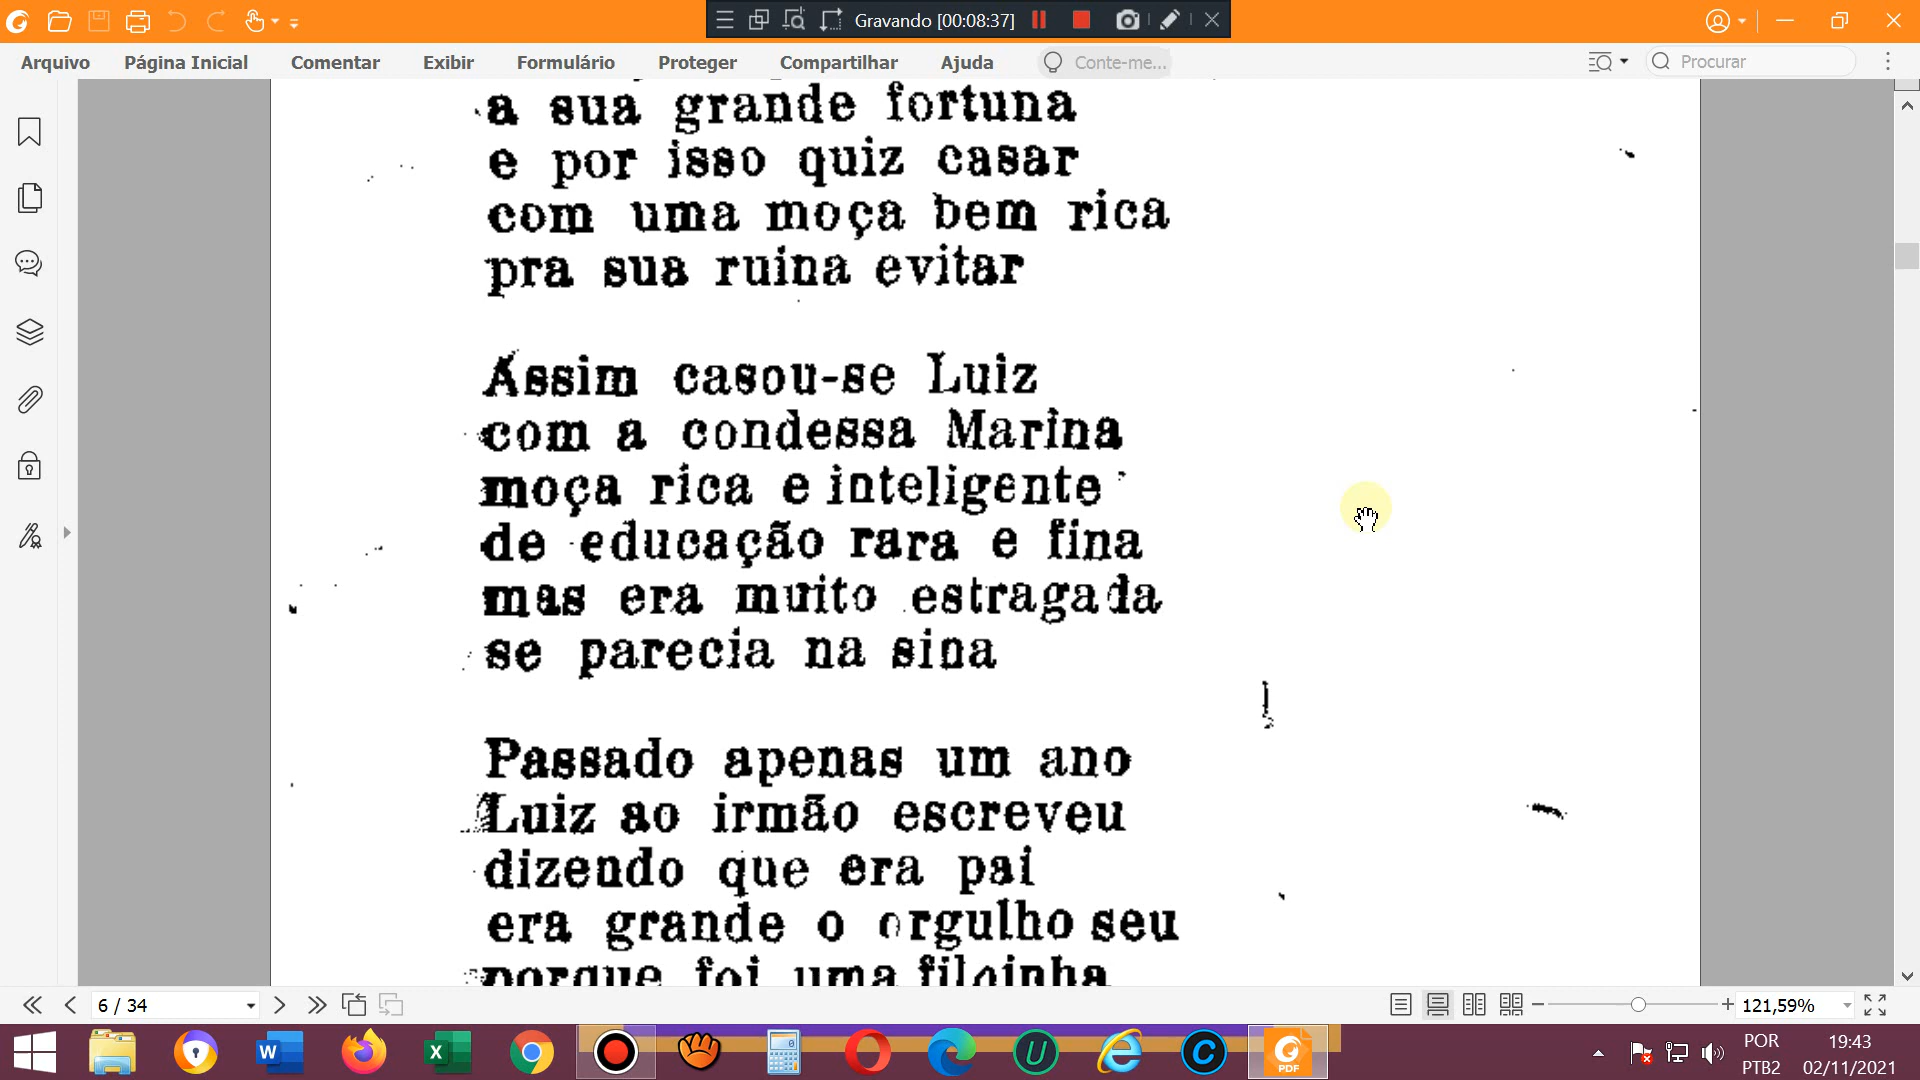 Gravando [00:08:37]
Arquivo Página Inicial Comentar Exibir Formulário Proteger Compartilhar Ajuda Conte-me... Procurar
a sua grande fortuna
e por isso quiz casar
com uma moça bem rica
pra sua ruina evitar
Assim casou-se Luiz
com a condessa Marina
moça rica e inteligente
de educação rara e fina
mas era muito estragada
se parecia na sina
Passado apenas um ano
Luiz ao irmão escreveu
dizendo que era pai
era grande o orgulho seu
porque foi uma
6 / 34
121,59%
POR
19:43
PTB2
02/11/2021
PDF